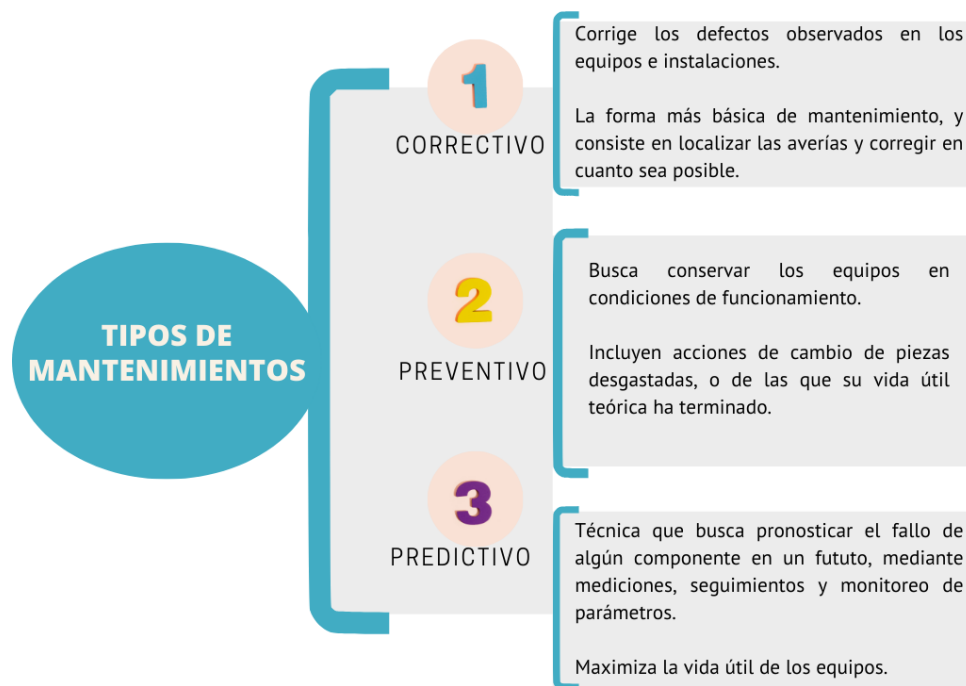 TIPOS DE
MANTENIMIENTOS
1
CORRECTIVO
Corrige los defectos observados en los
equipos e instalaciones.
La forma más básica de mantenimiento, y
consiste en localizar las averías y corregir en
cuanto sea posible.
2
PREVENTIVO
Busca conservar los equipos en
condiciones de funcionamiento.
Incluyen acciones de cambio de piezas
desgastadas, o de las que su vida útil
teórica ha terminado.
3
PREDICTIVO
Técnica que busca pronosticar el fallo de
algún componente en un fututo, mediante
mediciones, seguimientos y monitoreo de
parámetros.
Maximiza la vida útil de los equipos.